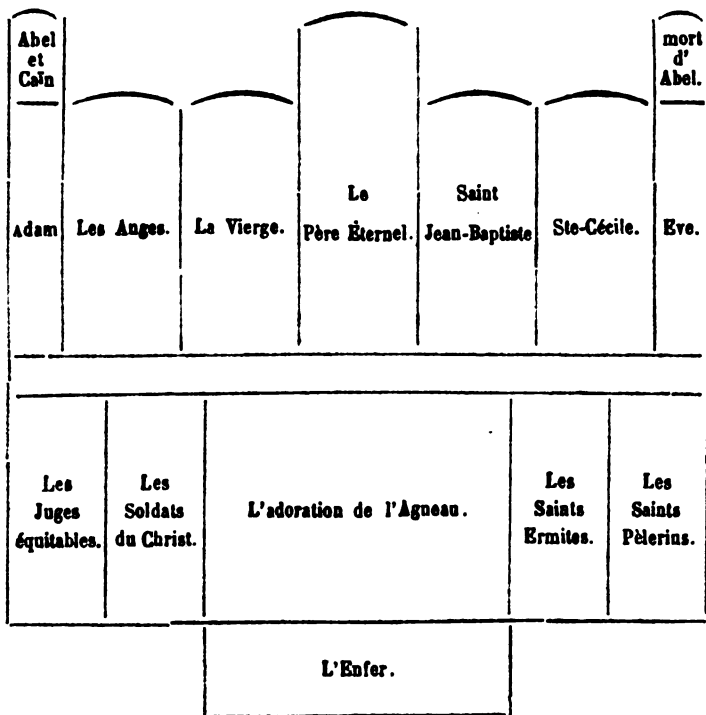 Abel
et
Caïn
mort
d'
Abel.
Adam
Les Anges.
La Vierge.
Le
Père Éternel.
Saint
Jean-Baptiste
Ste-Cécile.
Eve.
Les
Juges
équitables.
Les
Soldats
du Christ.
L'adoration de l'Agneau.
Les
Saints
Ermites.
Les
Saints
Pèlerins.
L'Enfer.